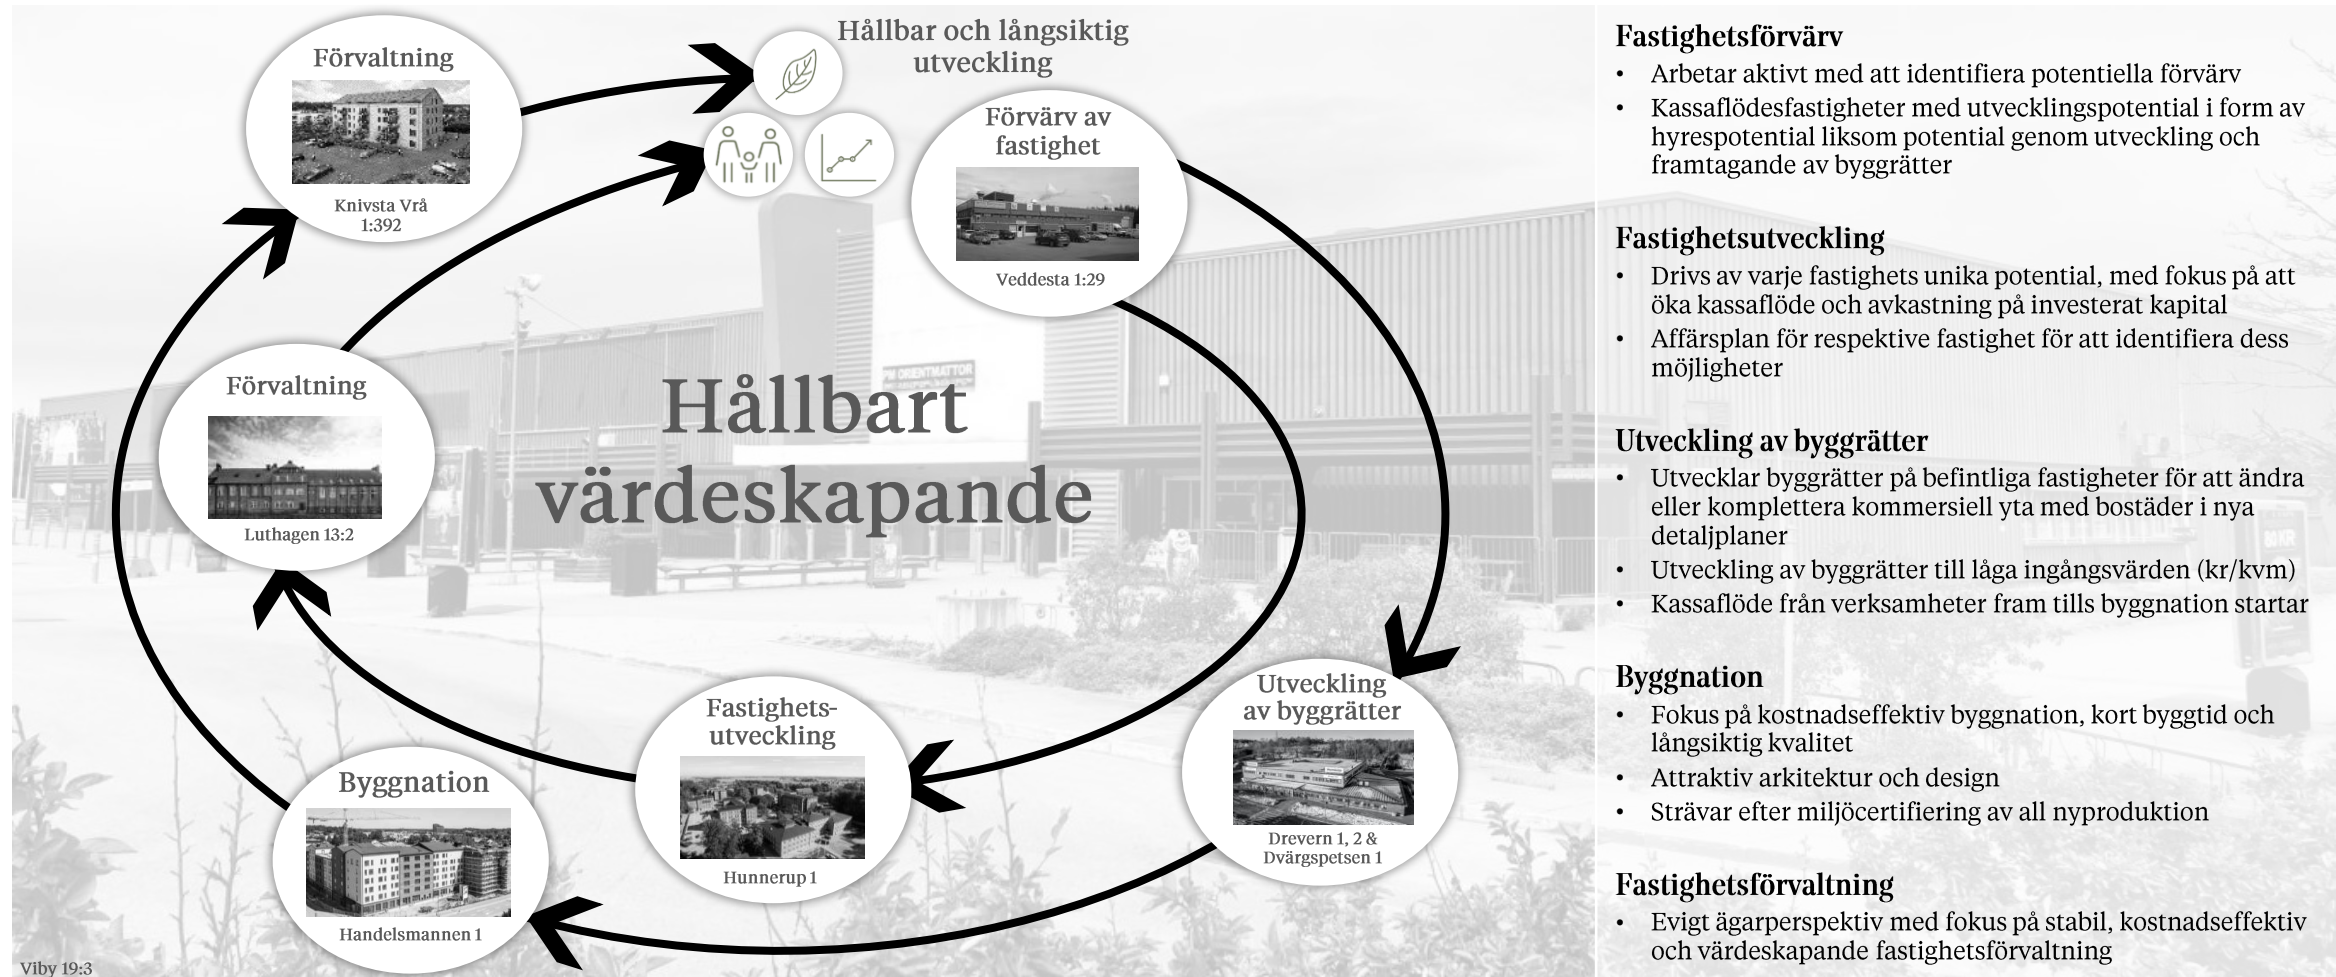 Förvaltning
Knivsta Vrå
1:392
Hållbar och långsiktig
utveckling
Förvärv av
fastighet
Veddesta 1:29
Förvaltning
Luthagen 13:2
PM ORIENTMATTOR
Hållbart
värdeskapande
Fastighets-
utveckling
Hunnerup 1
Utveckling
av byggrätter
Drevern 1, 2 &
Dvärgspetsen 1
Byggnation
Handelsmannen 1
Viby 19:3
Fastighetsförvärv
• Arbetar aktivt med att identifiera potentiella förvärv
• Kassaflödesfastigheter med utvecklingspotential i form av
hyrespotential liksom potential genom utveckling och
framtagande av byggrätter
Fastighetsutveckling
• Drivs av varje fastighets unika potential, med fokus på att
öka kassaflöde och avkastning på investerat kapital
• Affärsplan för respektive fastighet för att identifiera dess
möjligheter
Utveckling av byggrätter
• Utvecklar byggrätter på befintliga fastigheter för att ändra
eller komplettera kommersiell yta med bostäder i nya
detaljplaner
• Utveckling av byggrätter till låga ingångsvärden (kr/kvm)
• Kassaflöde från verksamheter fram tills byggnation startar
80 KR
Byggnation
• Fokus på kostnadseffektiv byggnation, kort byggtid och
långsiktig kvalitet
• Attraktiv arkitektur och design
• Strävar efter miljöcertifiering av all nyproduktion
Fastighetsförvaltning
• Evigt ägarperspektiv med fokus på stabil, kostnadseffektiv
och värdeskapande fastighetsförvaltning